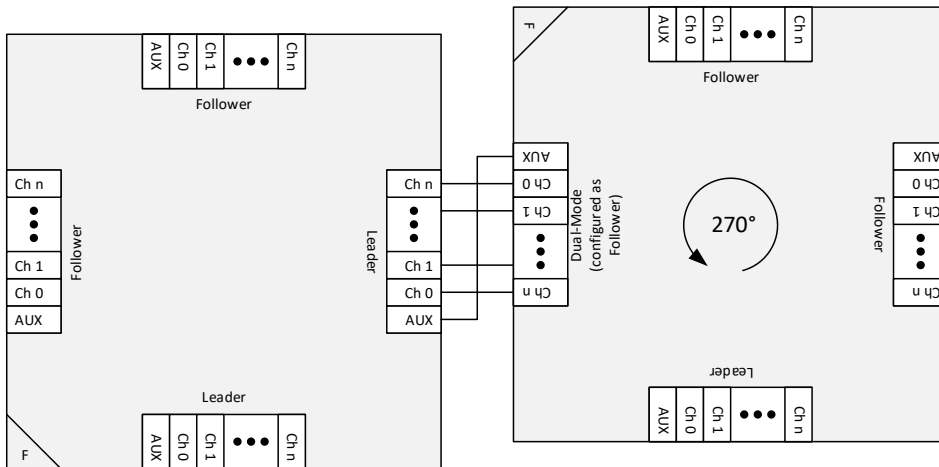 AUX
Ch 0
Ch 1
Ch n
Follower
Ch n
Ch 1
Ch 0
AUX
Follower
Ch n
Ch 1
Ch 0
AUX
Leader
Leader
AUX
Ch 0
Ch 1
Ch n
F
F
AUX
Ch 0
Ch 1
Ch n
Follower
AUX
Ch 0
Ch 1
Ch n
Dual-Mode
(configured as
Follower)
270°
AUX
Ch 0
Ch 1
Ch n
Follower
Leader
AUX
Ch 0
Ch 1
Ch n